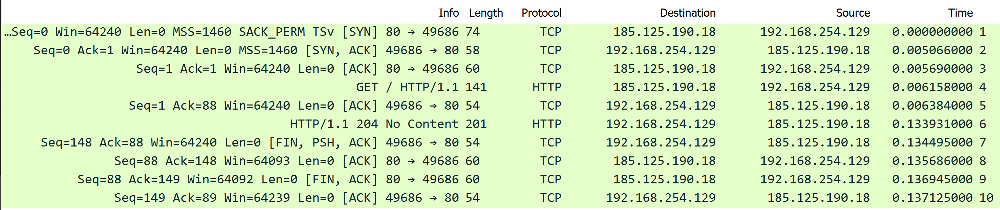 Info Length Protocol Destination Source Time
…Seq=0 Win=64240 Len=0 MSS=1460 SACK_PERM TSv [SYN] 80 → 49686 74 TCP 185.125.190.18 192.168.254.129 0.000000000 1
Seq=0 Ack=1 Win=64240 Len=0 MSS=1460 [SYN, ACK] 49686 → 80 58 TCP 192.168.254.129 185.125.190.18 0.005066000 2
Seq=1 Ack=1 Win=64240 Len=0 [ACK] 80 → 49686 60 TCP 185.125.190.18 192.168.254.129 0.005690000 3
GET / HTTP/1.1 141 HTTP 185.125.190.18 192.168.254.129 0.006158000 4
Seq=1 Ack=88 Win=64240 Len=0 [ACK] 49686 → 80 54 TCP 192.168.254.129 185.125.190.18 0.006384000 5
HTTP/1.1 204 No Content 201 HTTP 192.168.254.129 185.125.190.18 0.133931000 6
Seq=148 Ack=88 Win=64240 Len=0 [FIN, PSH, ACK] 49686 → 80 54 TCP 192.168.254.129 185.125.190.18 0.134495000 7
Seq=88 Ack=148 Win=64093 Len=0 [ACK] 80 → 49686 60 TCP 185.125.190.18 192.168.254.129 0.135686000 8
Seq=88 Ack=149 Win=64092 Len=0 [FIN, ACK] 80 → 49686 60 TCP 185.125.190.18 192.168.254.129 0.136945000 9
Seq=149 Ack=89 Win=64239 Len=0 [ACK] 49686 → 80 54 TCP 192.168.254.129 185.125.190.18 0.137125000 10